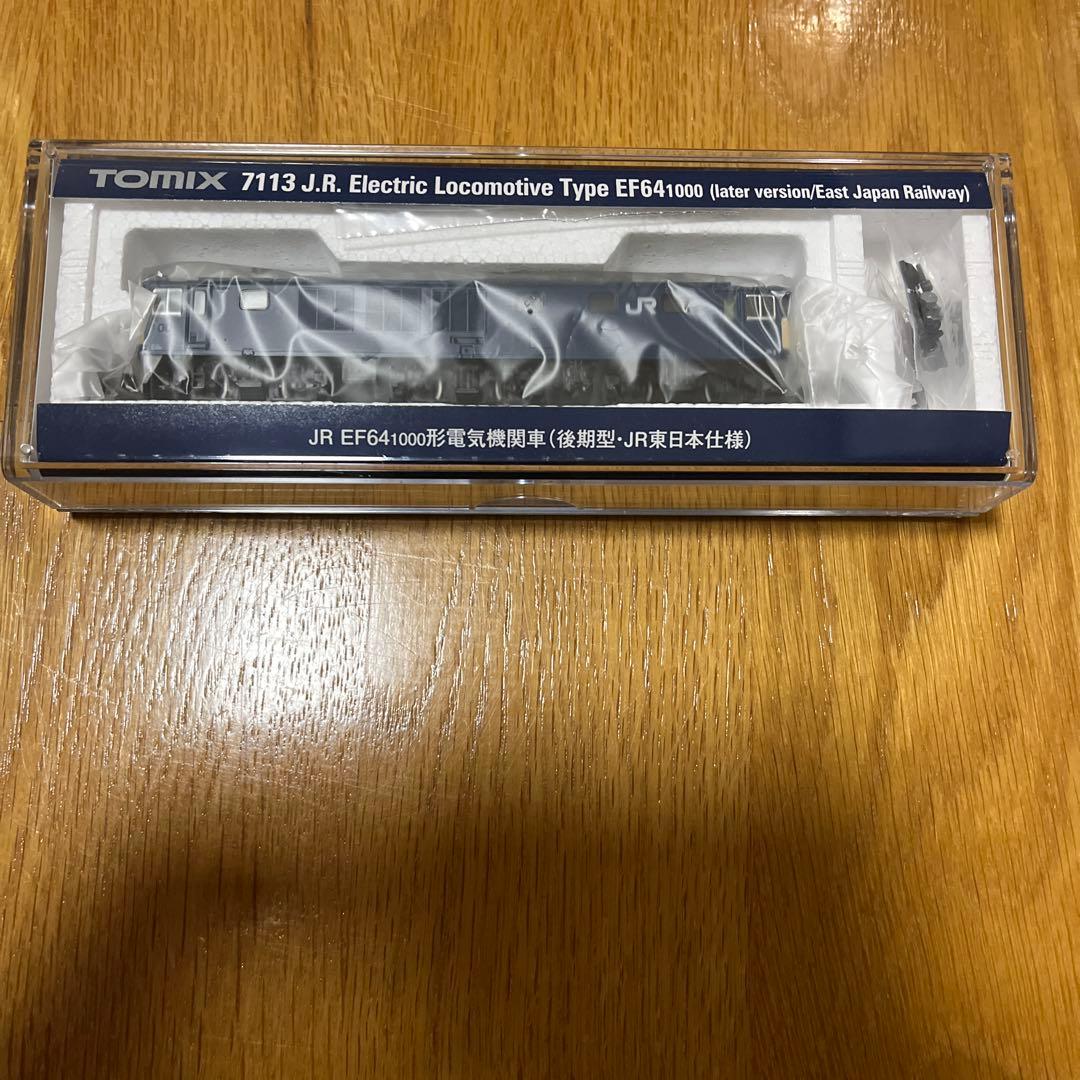 TOMIX 7113 J.R. Electric Locomotive Type EF641000 (later version/East Japan Railway)
JR
JR EF641000形電気機関車(後期型・JR東日本仕様)